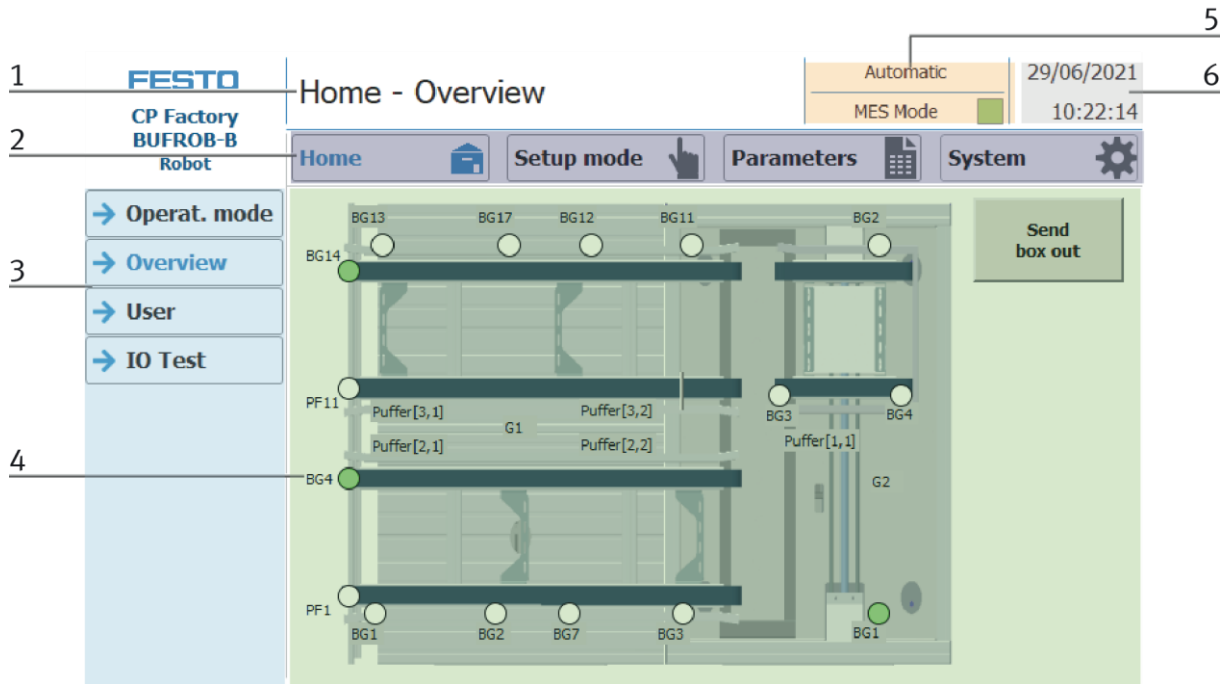 5
1
FESTO
Home - Overview
Automatic
29/06/2021
6
CP Factory
MES Mode
10:22:14
BUFROB-B
2
Robot
Home
Setup mode
Parameters
System
Operat. mode
BG13
BG17
BG12
BG11
BG2
Send
box out
BG14
3
Overview
User
IO Test
PF11
Puffer[3,1]
Puffer[3,2]
BG3
BG4
G1
Puffer[2,1]
Puffer[2,2]
Puffer[1,1]
4
BG4
G2
PF1
BG1
BG2
BG7
BG3
BG1